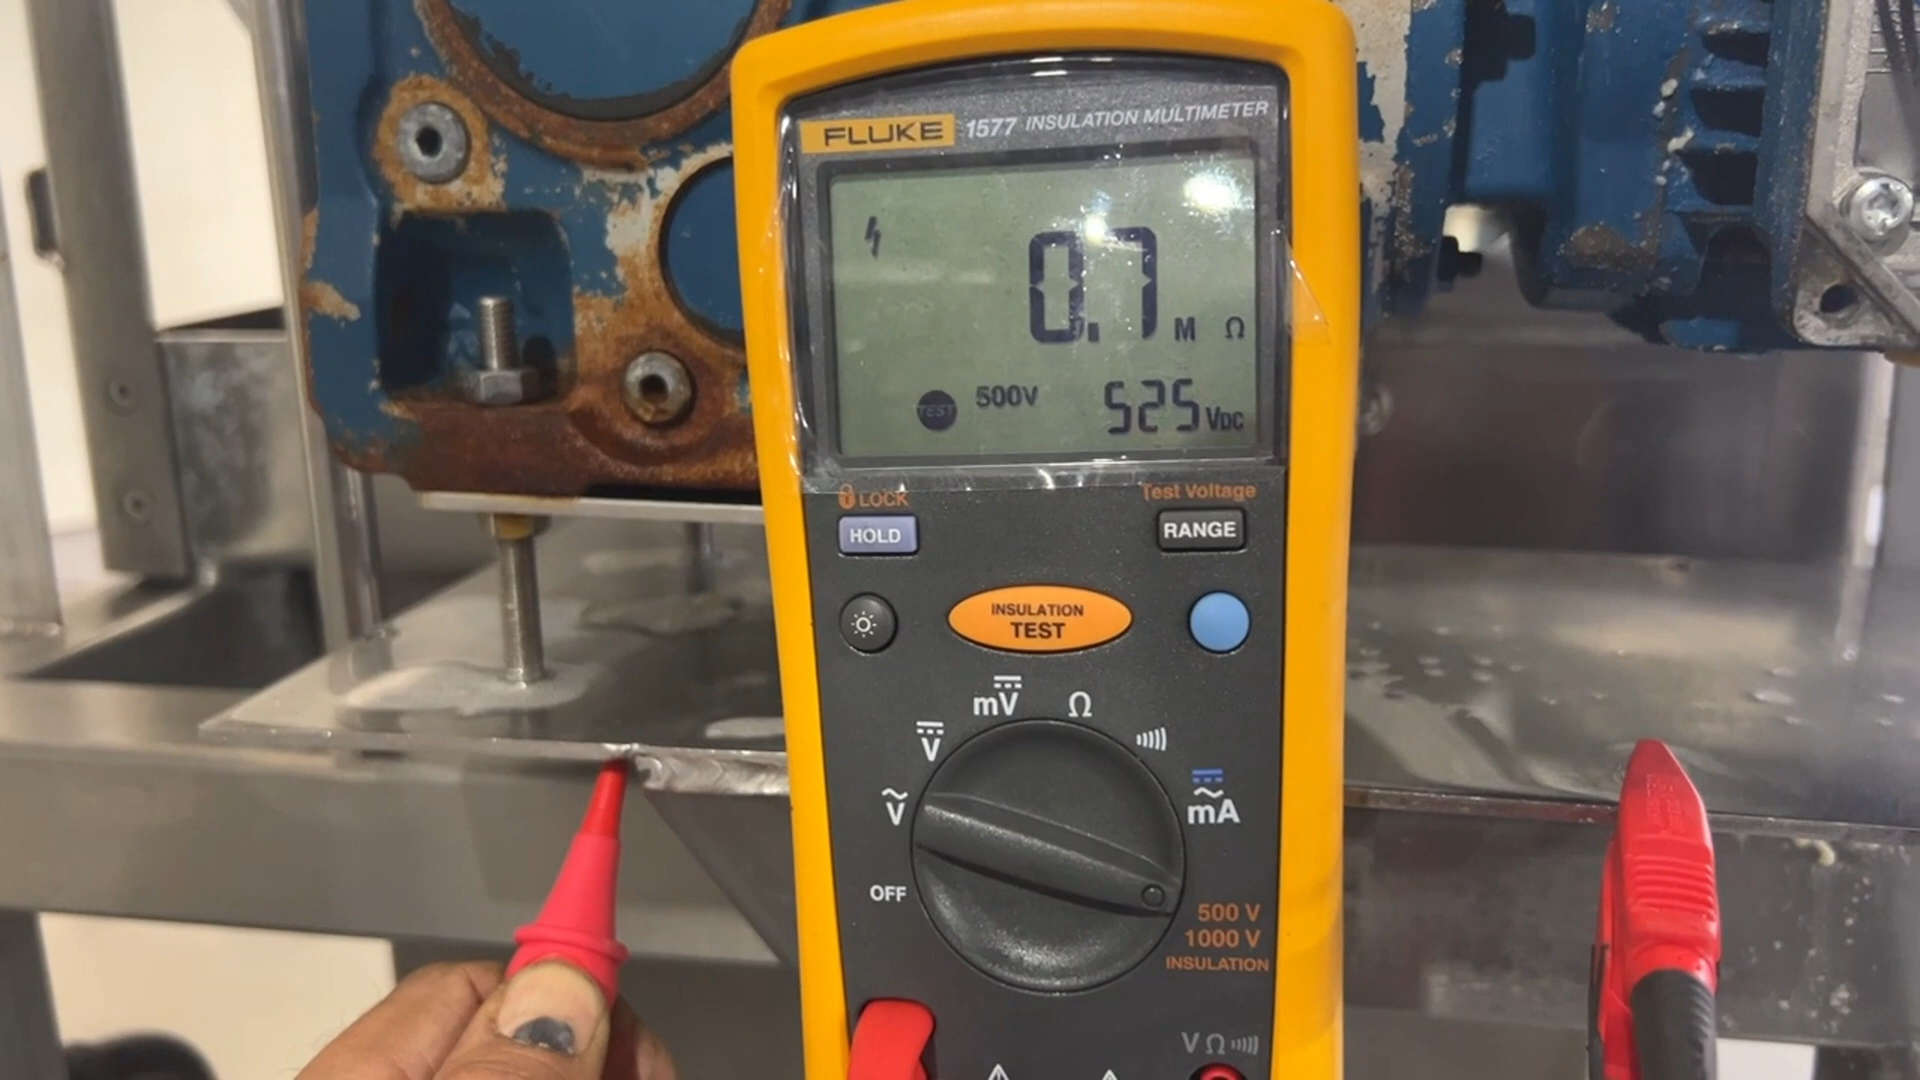 FLUKE 1577 INSULATION MULTIMETER
0.7 M Ω
TEST 500V 525 VDC
LOCK Test Voltage
HOLD RANGE
INSULATION
TEST
mV Ω
V
V mA
OFF
500 V
1000 V
INSULATION
V Ω